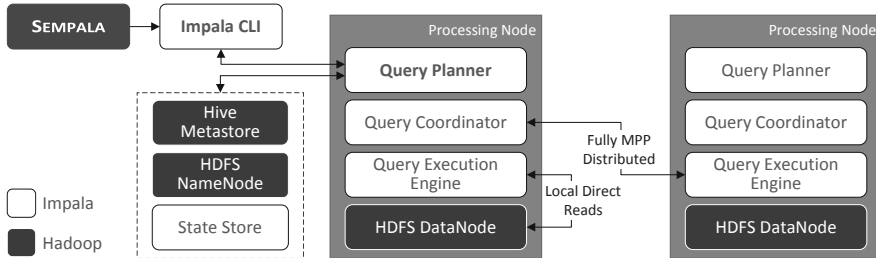 SEMPALA
Impala CLI
Hive
Metastore
HDFS
NameNode
State Store
Impala
Hadoop
Processing Node
Query Planner
Query Coordinator
Query Execution
Engine
HDFS DataNode
Fully MPP
Distributed
Local Direct
Reads
Processing Node
Query Planner
Query Coordinator
Query Execution
Engine
HDFS DataNode